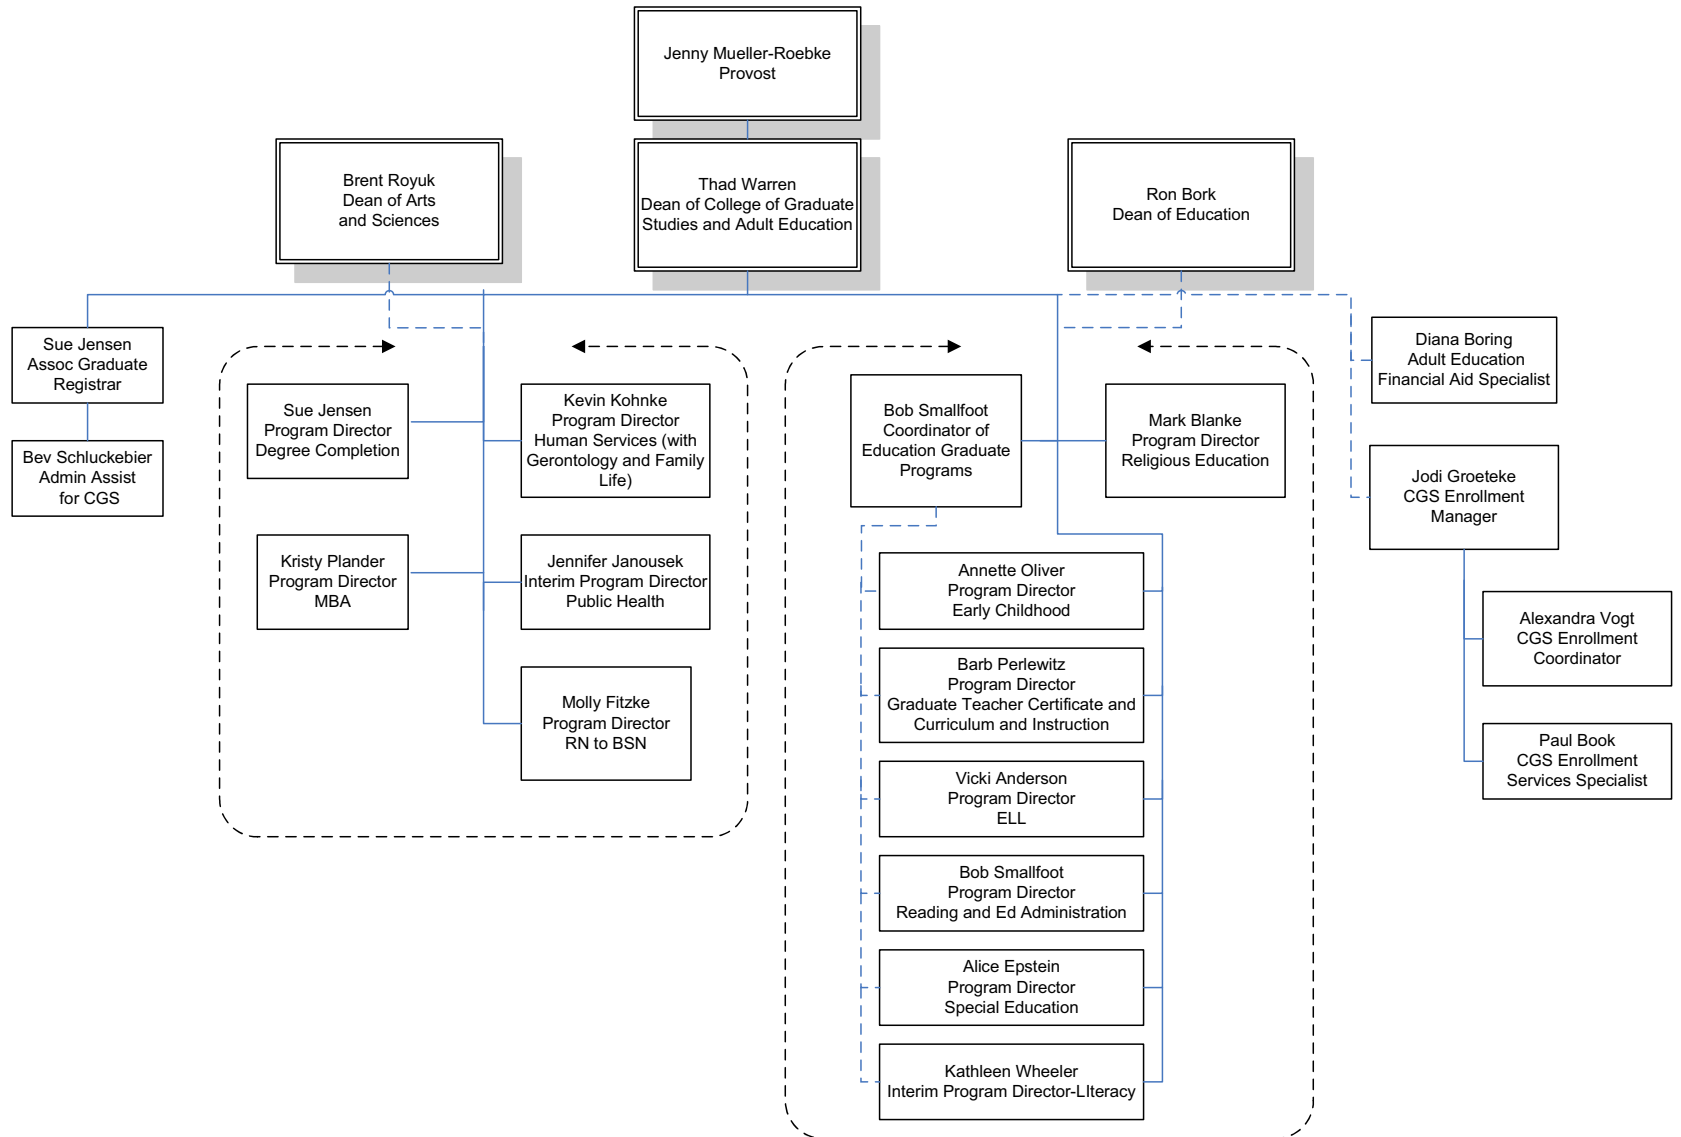 Jenny Mueller-Roebke
Provost
Brent Royuk
Dean of Arts
and Sciences
Thad Warren
Dean of College of Graduate
Studies and Adult Education
Ron Bork
Dean of Education
Sue Jensen
Assoc Graduate
Registrar
Bev Schluckebier
Admin Assist
for CGS
Sue Jensen
Program Director
Degree Completion
Kevin Kohnke
Program Director
Human Services (with
Gerontology and Family
Life)
Kristy Plander
Program Director
MBA
Jennifer Janousek
Interim Program Director
Public Health
Molly Fitzke
Program Director
RN to BSN
Bob Smallfoot
Coordinator of
Education Graduate
Programs
Mark Blanke
Program Director
Religious Education
Annette Oliver
Program Director
Early Childhood
Barb Perlewitz
Program Director
Graduate Teacher Certificate and
Curriculum and Instruction
Vicki Anderson
Program Director
ELL
Bob Smallfoot
Program Director
Reading and Ed Administration
Alice Epstein
Program Director
Special Education
Kathleen Wheeler
Interim Program Director-LIteracy
Diana Boring
Adult Education
Financial Aid Specialist
Jodi Groeteke
CGS Enrollment
Manager
Alexandra Vogt
CGS Enrollment
Coordinator
Paul Book
CGS Enrollment
Services Specialist